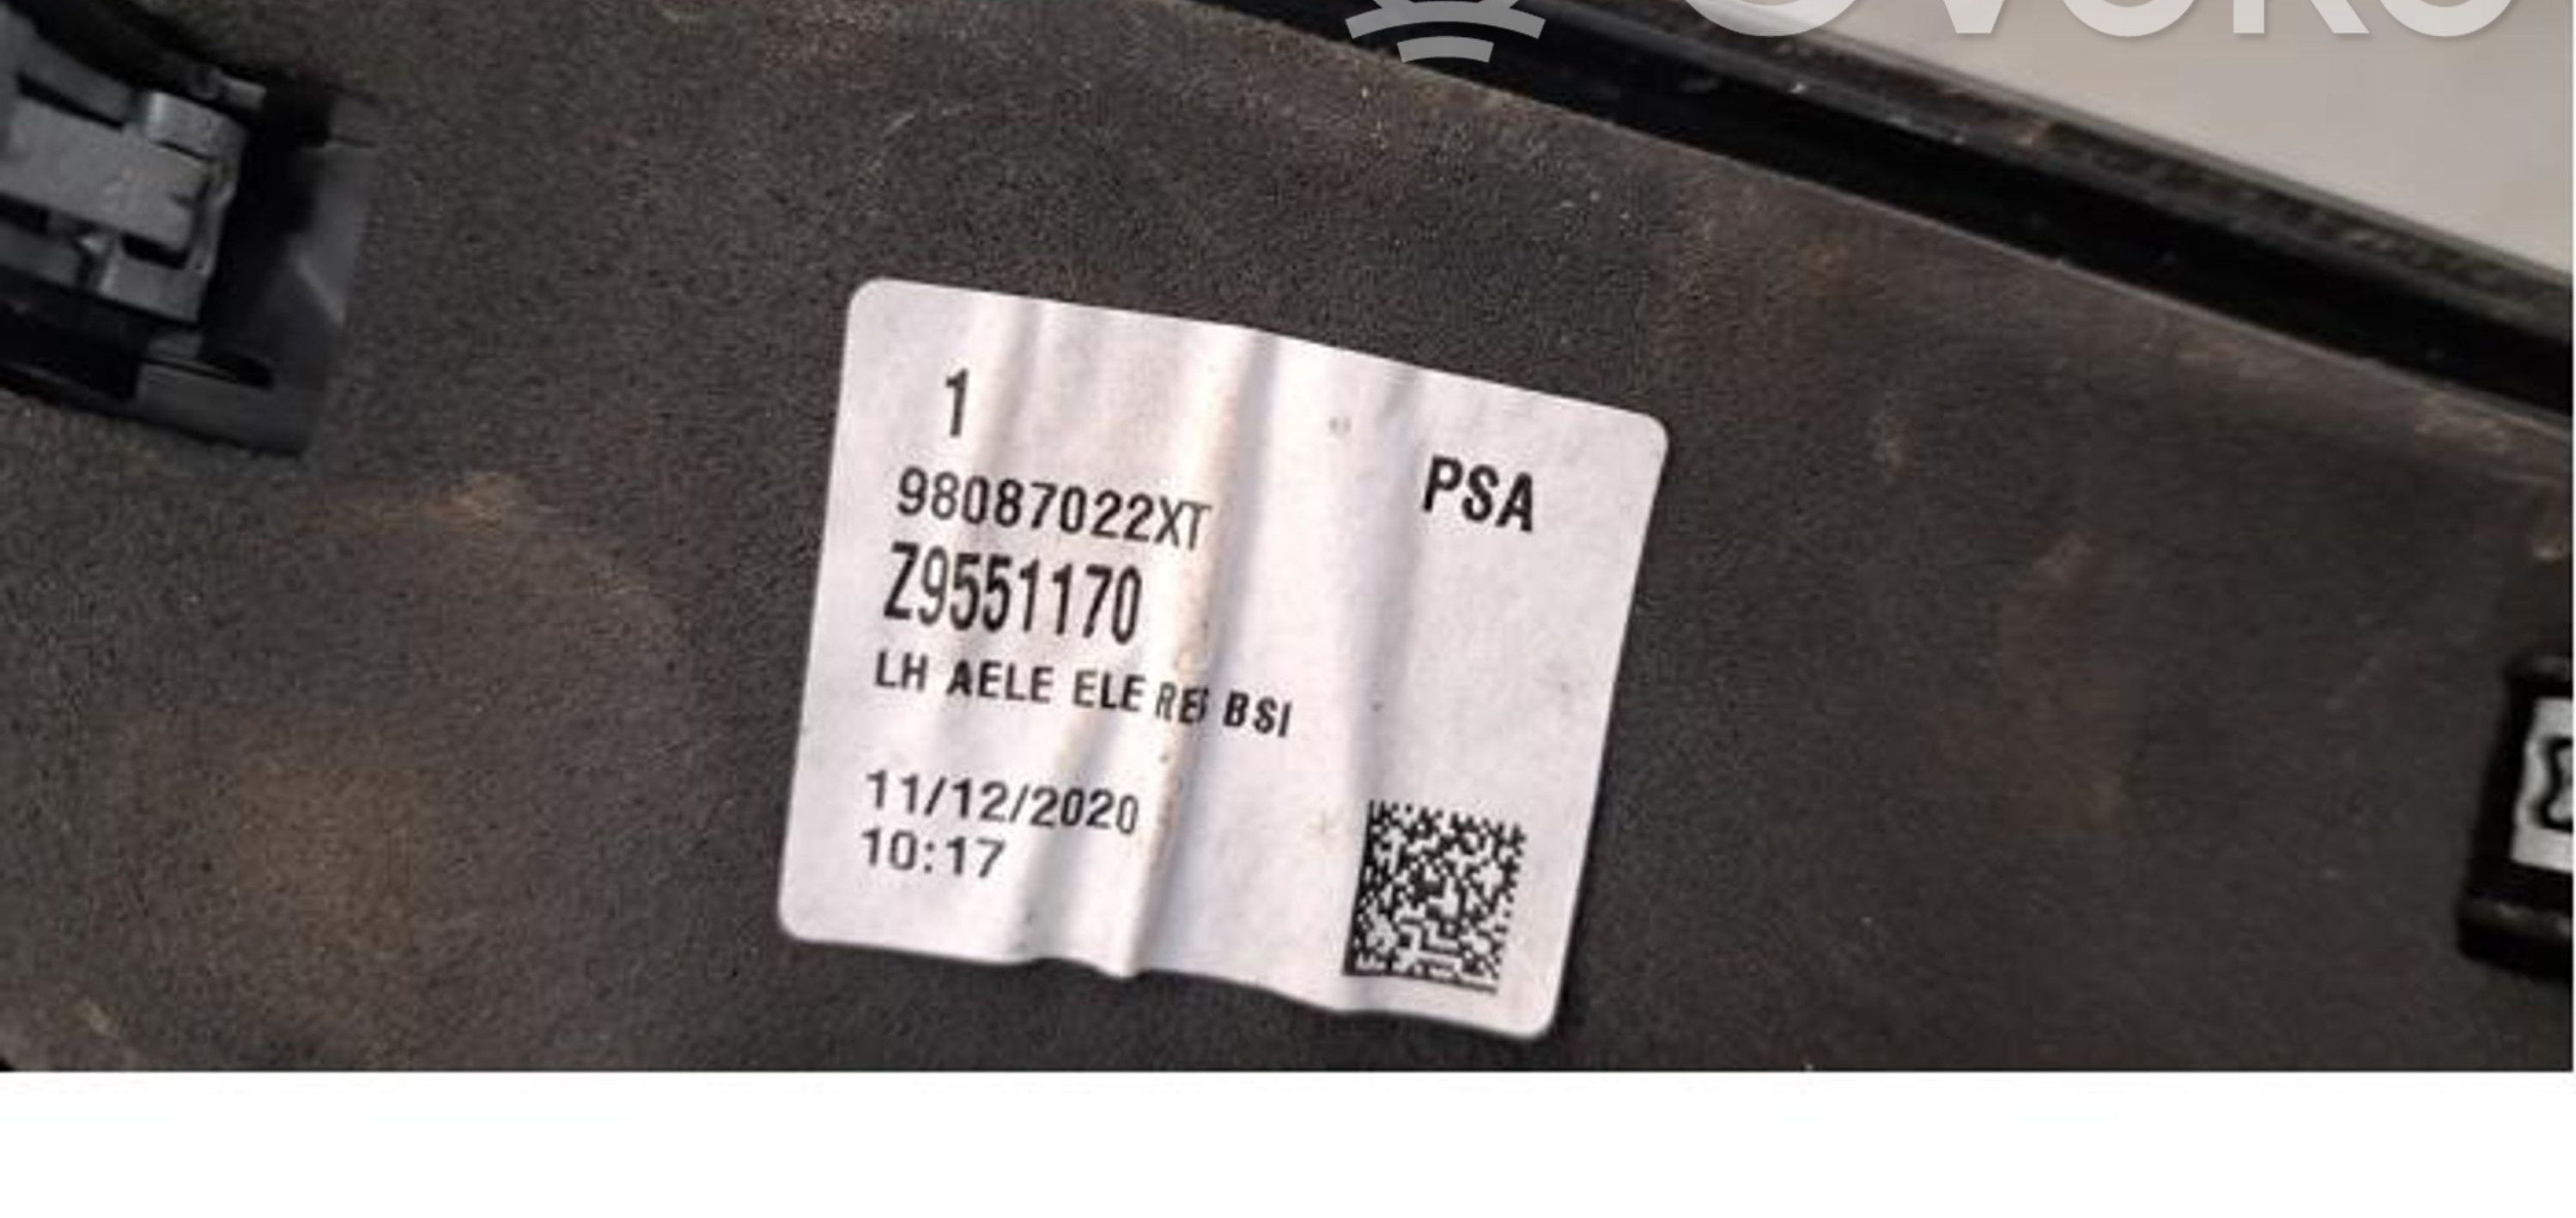 1
98087022XT
PSA
Z9551170
LH AELE ELE BSI
11/12/2020
10:17